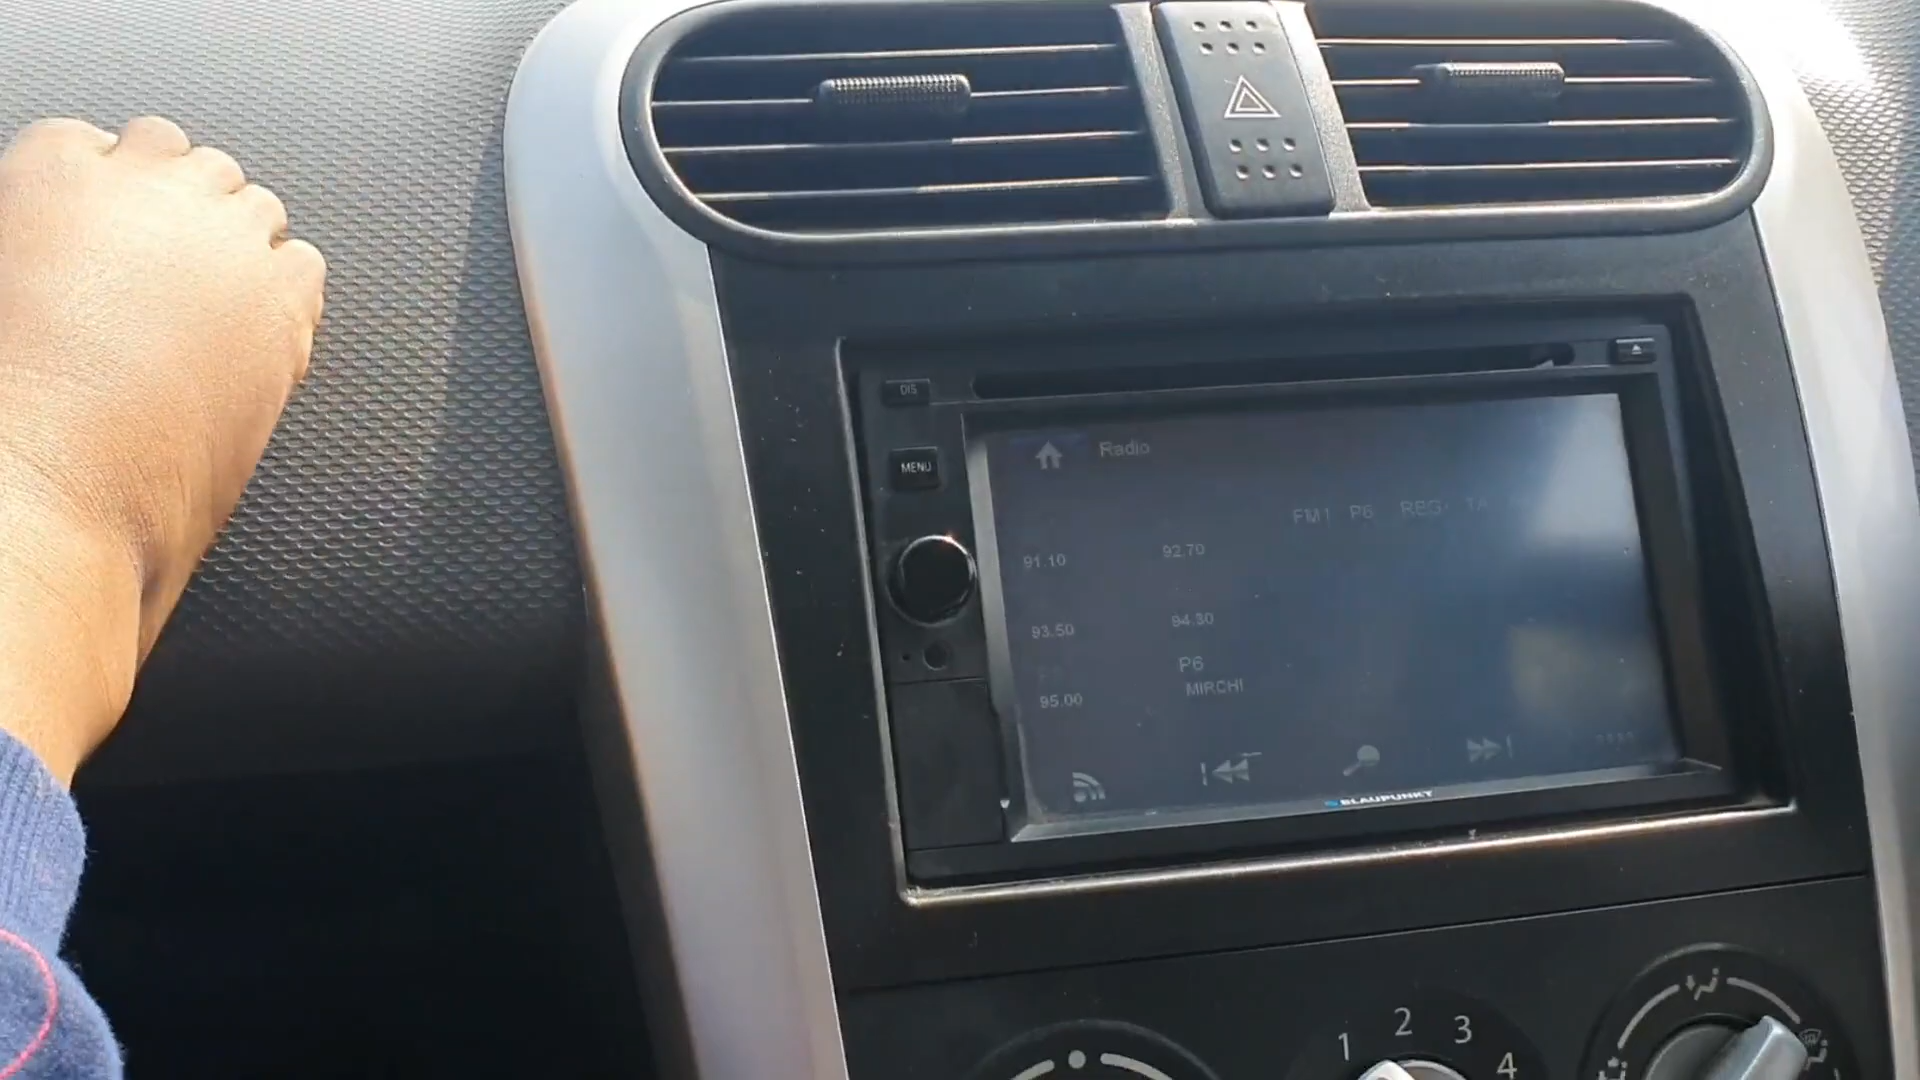 DIS
MENU
Radio
FM1 P6 REG TA
91.10 92.70
93.50 94.30
P6
95.00 MIRCHI
BLAUPUNKT
1 2 3 4